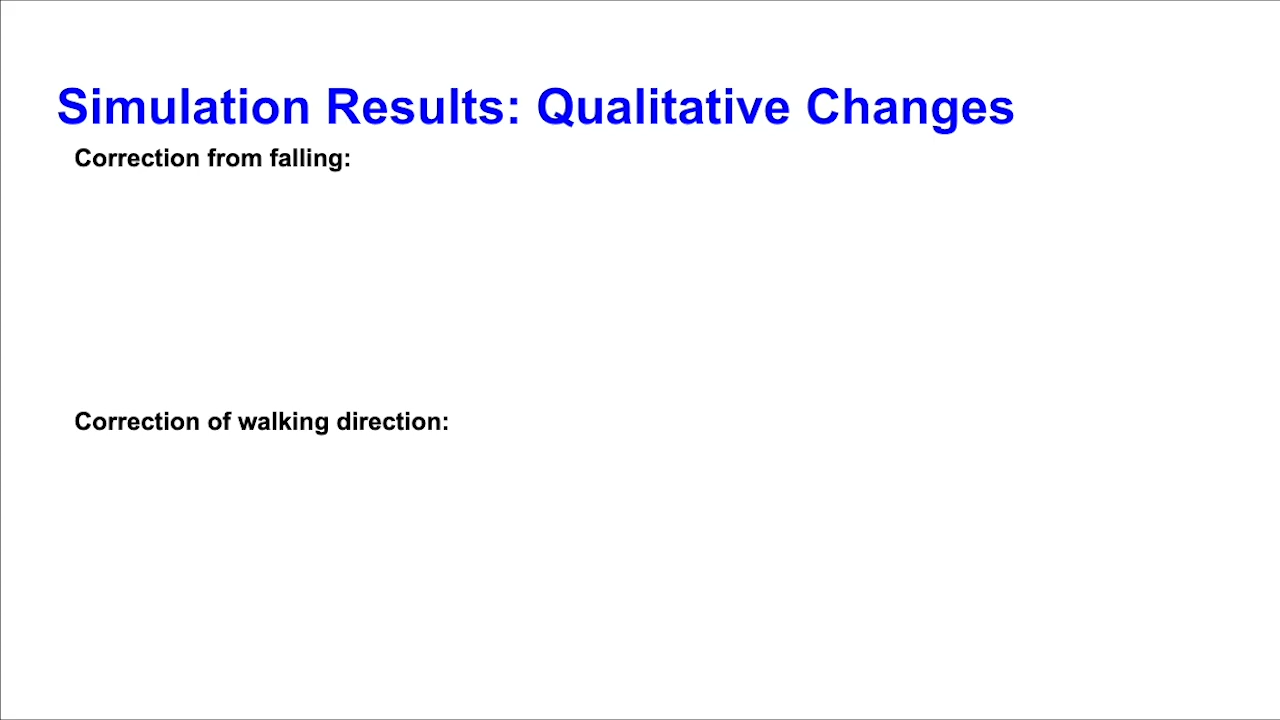 Simulation Results: Qualitative Changes
Correction from falling:
Correction of walking direction: